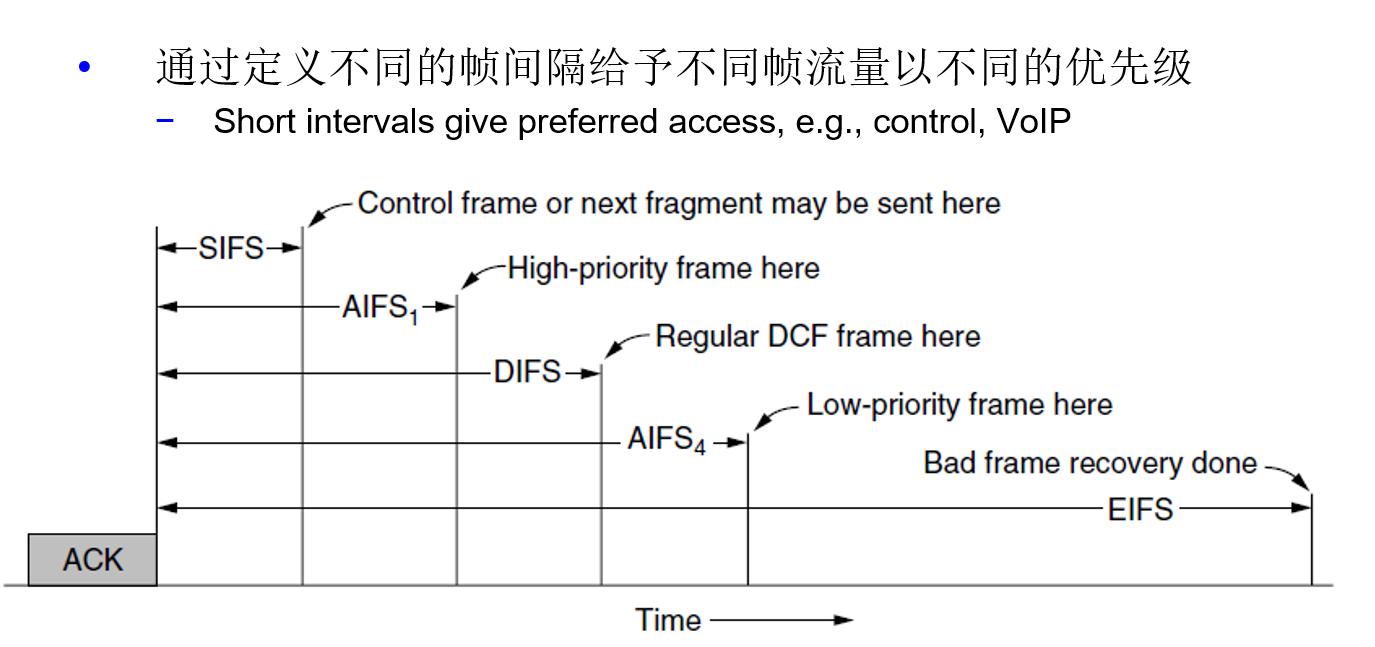 • 通过定义不同的帧间隔给予不同帧流量以不同的优先级
– Short intervals give preferred access, e.g., control, VoIP
Control frame or next fragment may be sent here
SIFS
High-priority frame here
AIFS₁
Regular DCF frame here
DIFS
Low-priority frame here
AIFS₄
Bad frame recovery done
EIFS
ACK
Time